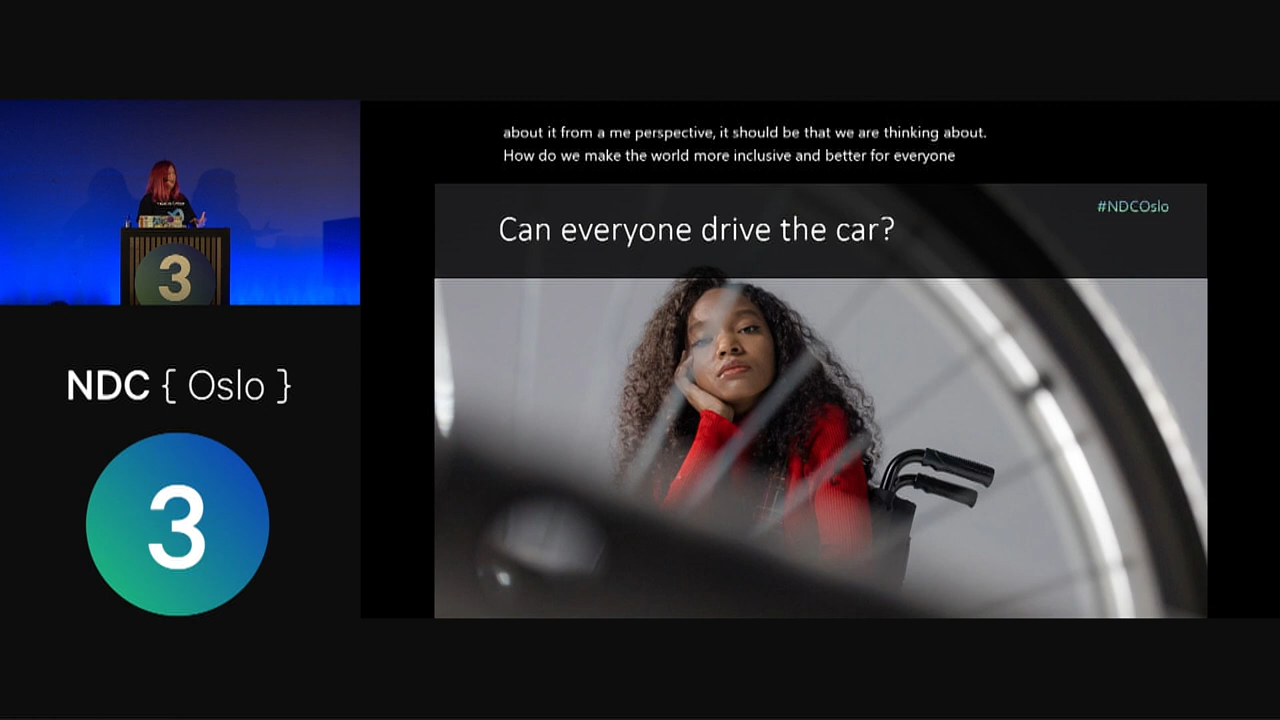 about it from a me perspective, it should be that we are thinking about.
How do we make the world more inclusive and better for everyone
#NDCOslo
Can everyone drive the car?
3
NDC { Oslo }
3